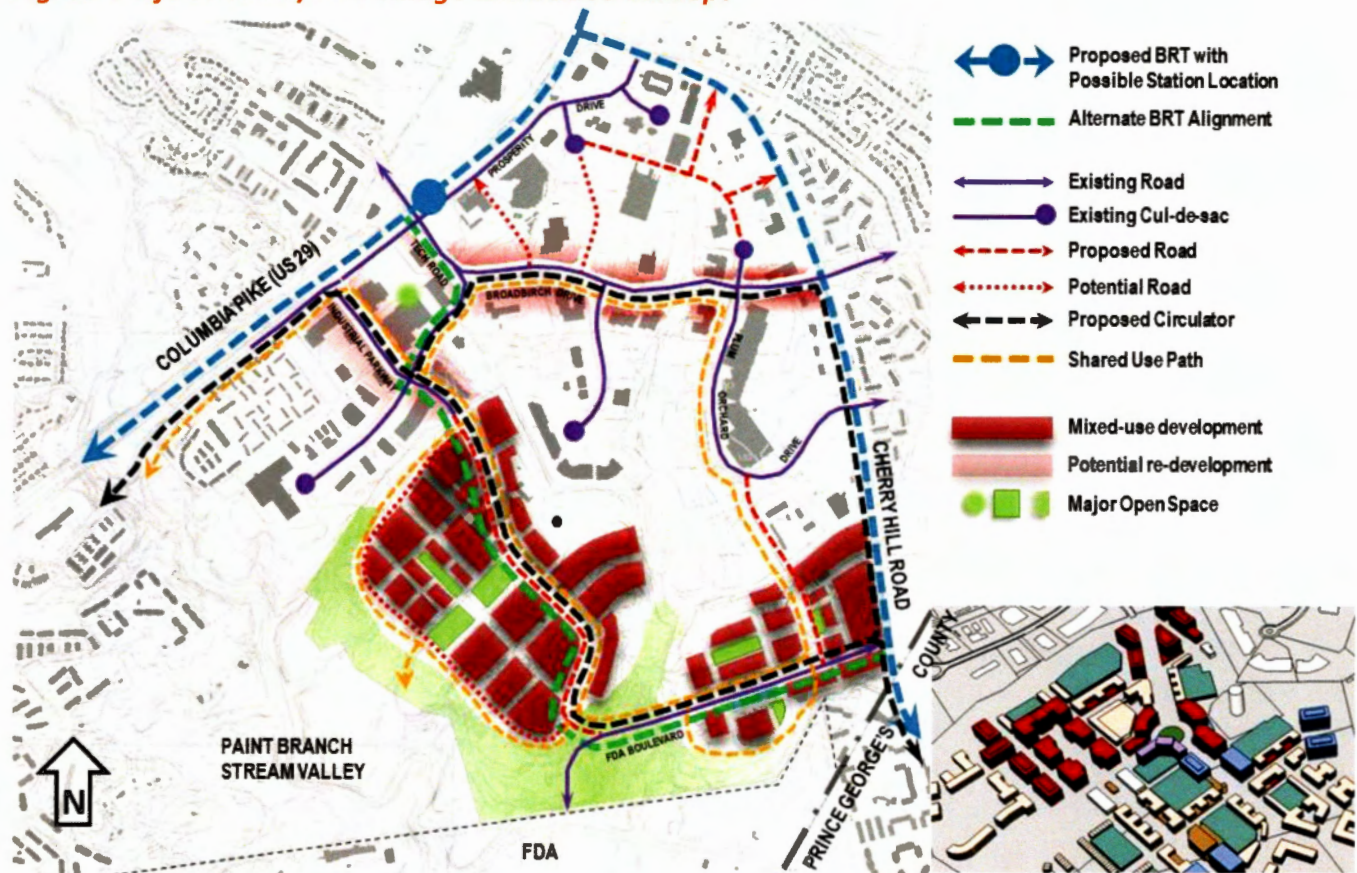 Proposed BRT with
Possible Station Location
Alternate BRT Alignment
Existing Road
Existing Cul-de-sac
Proposed Road
Potential Road
Proposed Circulator
Shared Use Path
Mixed-use development
Potential re-development
Major Open Space
PROSPERITY DRIVE
COLUMBIA PIKE (US 29)
TECH ROAD
BROADBIRCH DRIVE
INDUSTRIAL PARKWAY
PLUM
ORCHARD
DRIVE
CHERRY HILL ROAD
FDA BOULEVARD
PAINT BRANCH
STREAM VALLEY
N
FDA
PRINCE GEORGE'S COUNTY